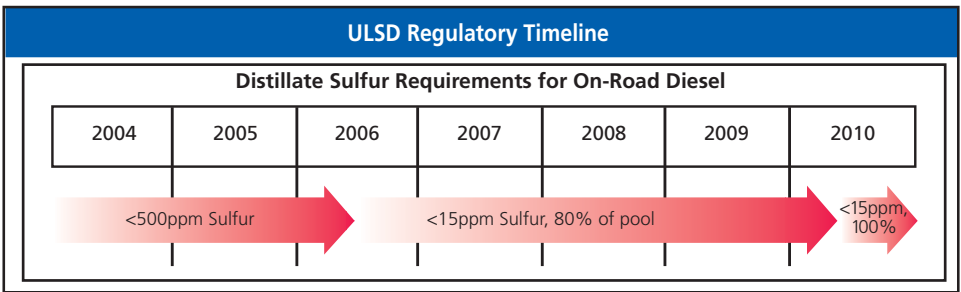 ULSD Regulatory Timeline
Distillate Sulfur Requirements for On-Road Diesel
2004 2005 2006 2007 2008 2009 2010
<500ppm Sulfur <15ppm Sulfur, 80% of pool <15ppm,
100%